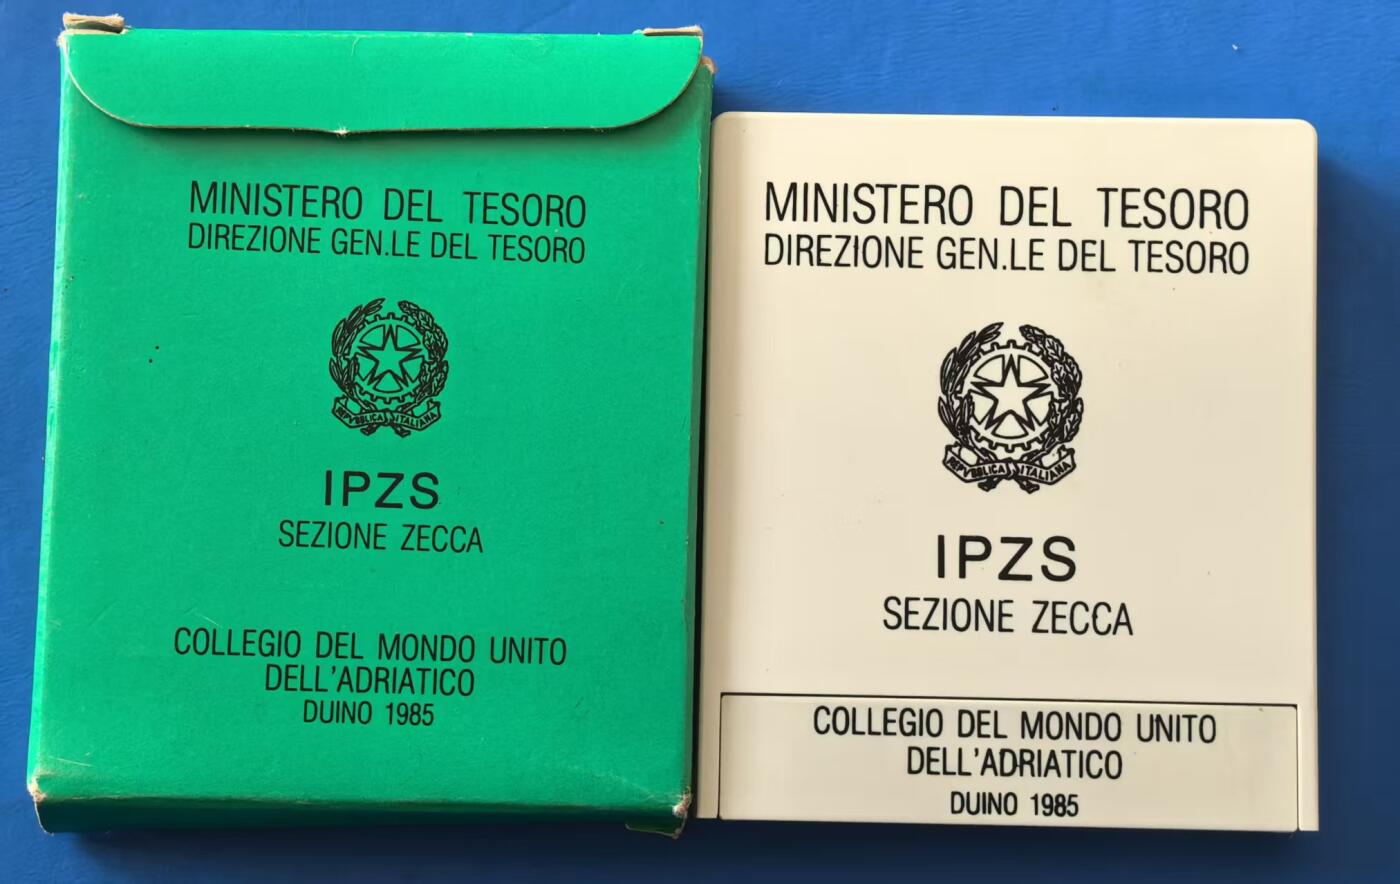 MINISTERO DEL TESORO
DIREZIONE GEN.LE DEL TESORO
REPVBBLICA ITALIANA
IPZS
SEZIONE ZECCA
COLLEGIO DEL MONDO UNITO
DELL'ADRIATICO
DUINO 1985
MINISTERO DEL TESORO
DIREZIONE GEN.LE DEL TESORO
REPVBBLICA ITALIANA
IPZS
SEZIONE ZECCA
COLLEGIO DEL MONDO UNITO
DELL'ADRIATICO
DUINO 1985